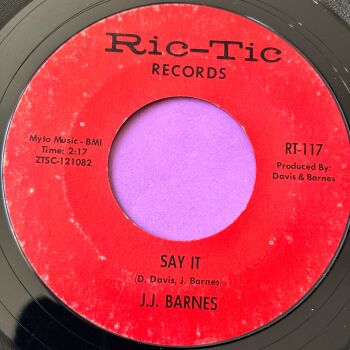 Ric-Tic
RECORDS
Myto Music - BMI
Time: 2:17
ZTSC-121082
RT-117
Produced By:
Davis & Barnes
SAY IT
(D. Davis, J. Barnes)
J.J. BARNES